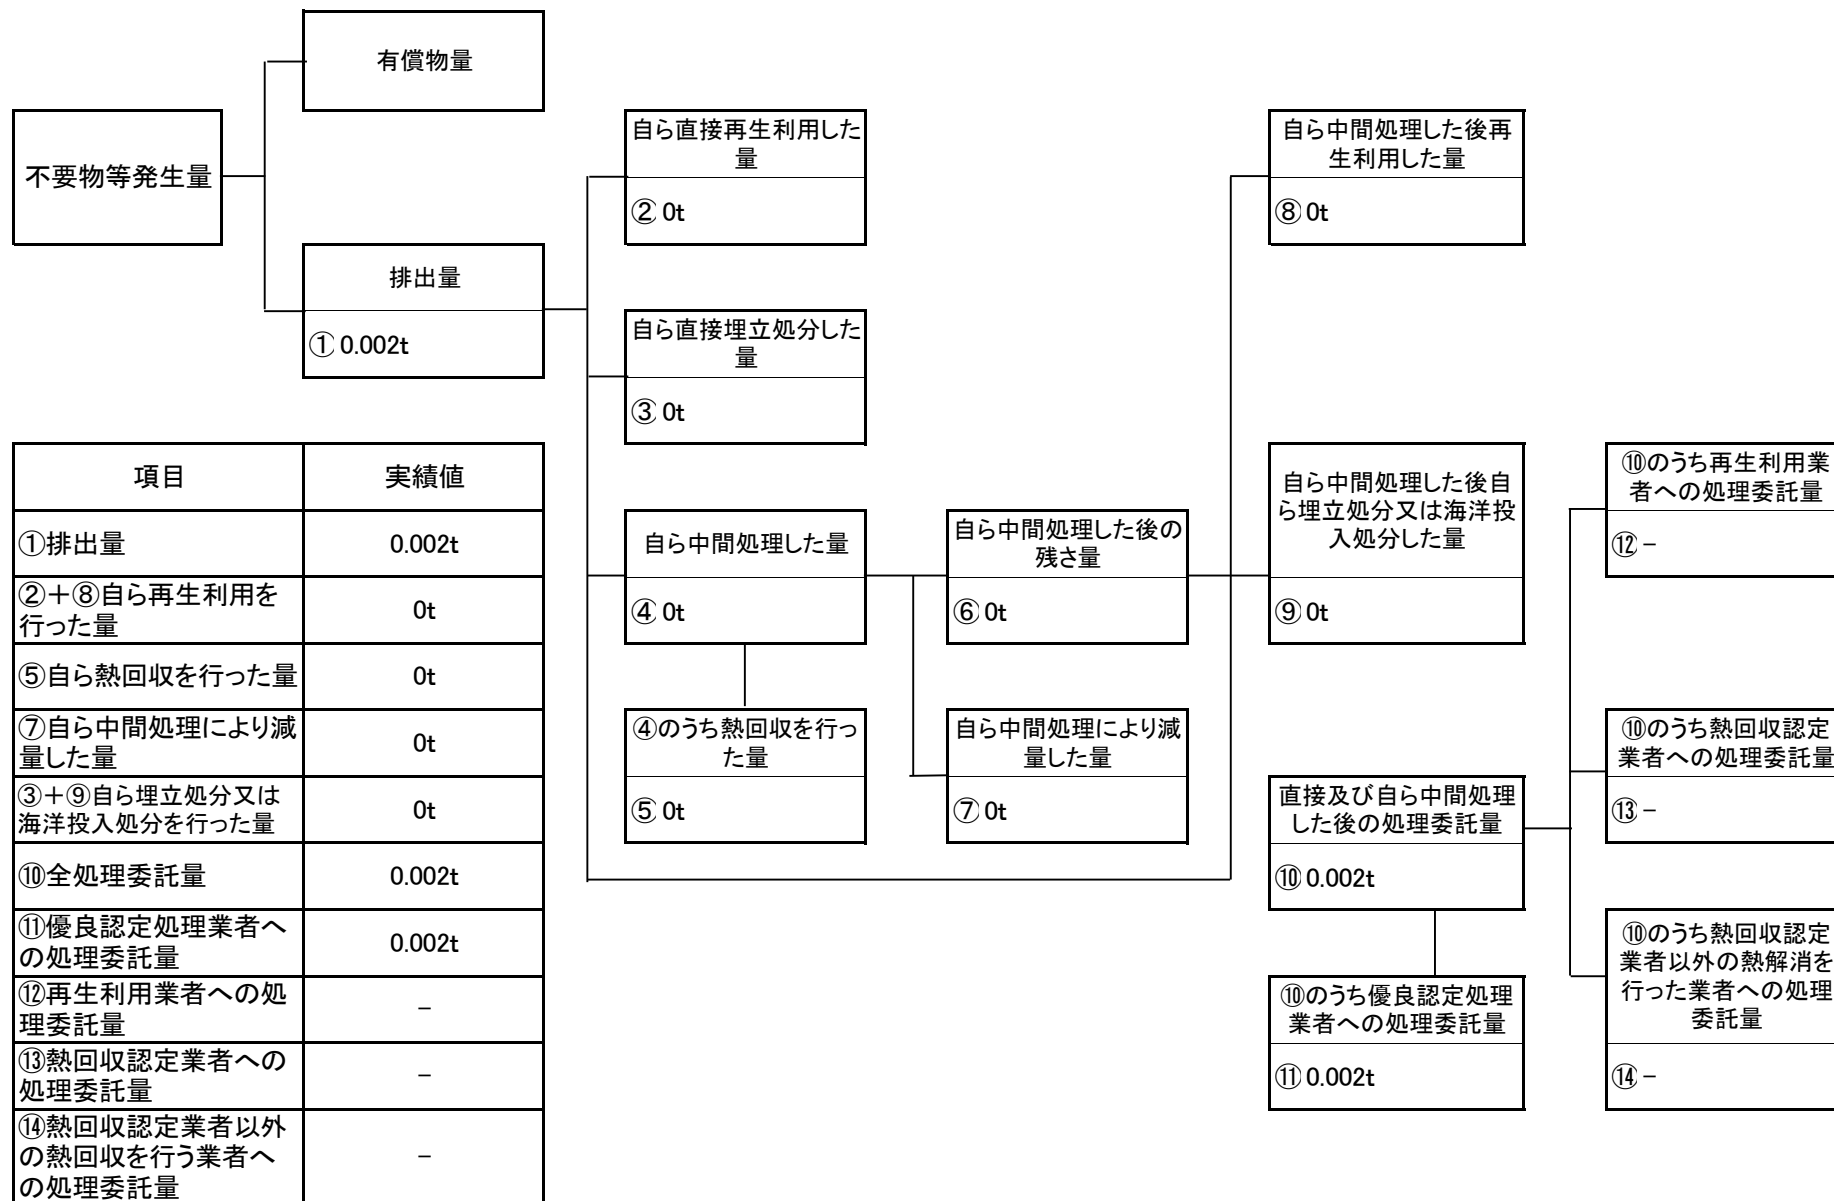 有償物量
不要物等発生量
排出量
① 0.002t
自ら直接再生利用した
量
② 0t
自ら直接埋立処分した
量
③ 0t
自ら中間処理した量
④ 0t
④のうち熱回収を行っ
た量
⑤ 0t
自ら中間処理した後の
残さ量
⑥ 0t
自ら中間処理により減
量した量
⑦ 0t
自ら中間処理した後再
生利用した量
⑧ 0t
自ら中間処理した後自
ら埋立処分又は海洋投
入処分した量
⑨ 0t
直接及び自ら中間処理
した後の処理委託量
⑩ 0.002t
⑩のうち優良認定処理
業者への処理委託量
⑪ 0.002t
⑩のうち再生利用業
者への処理委託量
⑫ −
⑩のうち熱回収認定
業者への処理委託量
⑬ −
⑩のうち熱回収認定
業者以外の熱解消を
行った業者への処理
委託量
⑭ −
項目 実績値
①排出量 0.002t
②＋⑧自ら再生利用を
行った量 0t
⑤自ら熱回収を行った量 0t
⑦自ら中間処理により減
量した量 0t
③＋⑨自ら埋立処分又は
海洋投入処分を行った量 0t
⑩全処理委託量 0.002t
⑪優良認定処理業者へ
の処理委託量 0.002t
⑫再生利用業者への処
理委託量 −
⑬熱回収認定業者への
処理委託量 −
⑭熱回収認定業者以外
の熱回収を行う業者へ −
の処理委託量